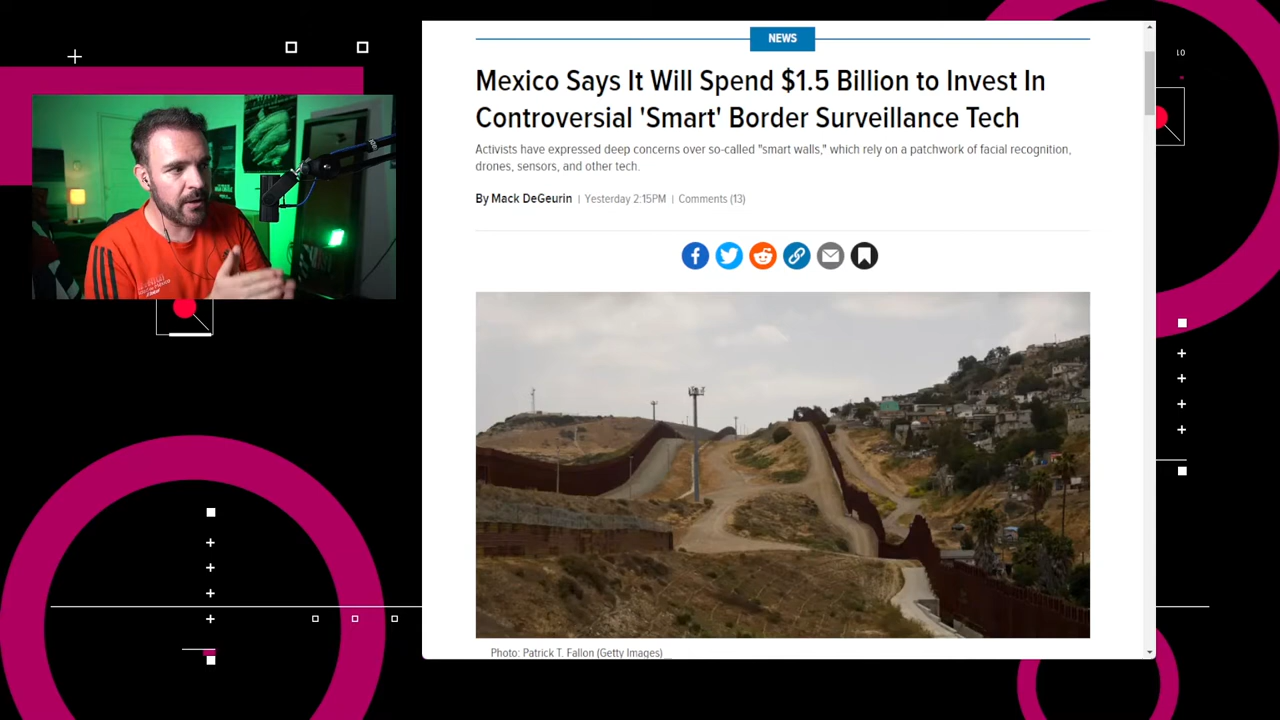 NEWS
Mexico Says It Will Spend $1.5 Billion to Invest In
Controversial 'Smart' Border Surveillance Tech
Activists have expressed deep concerns over so-called "smart walls," which rely on a patchwork of facial recognition,
drones, sensors, and other tech.
By Mack DeGeurin | Yesterday 2:15PM | Comments (13)
Photo: Patrick T. Fallon (Getty Images)